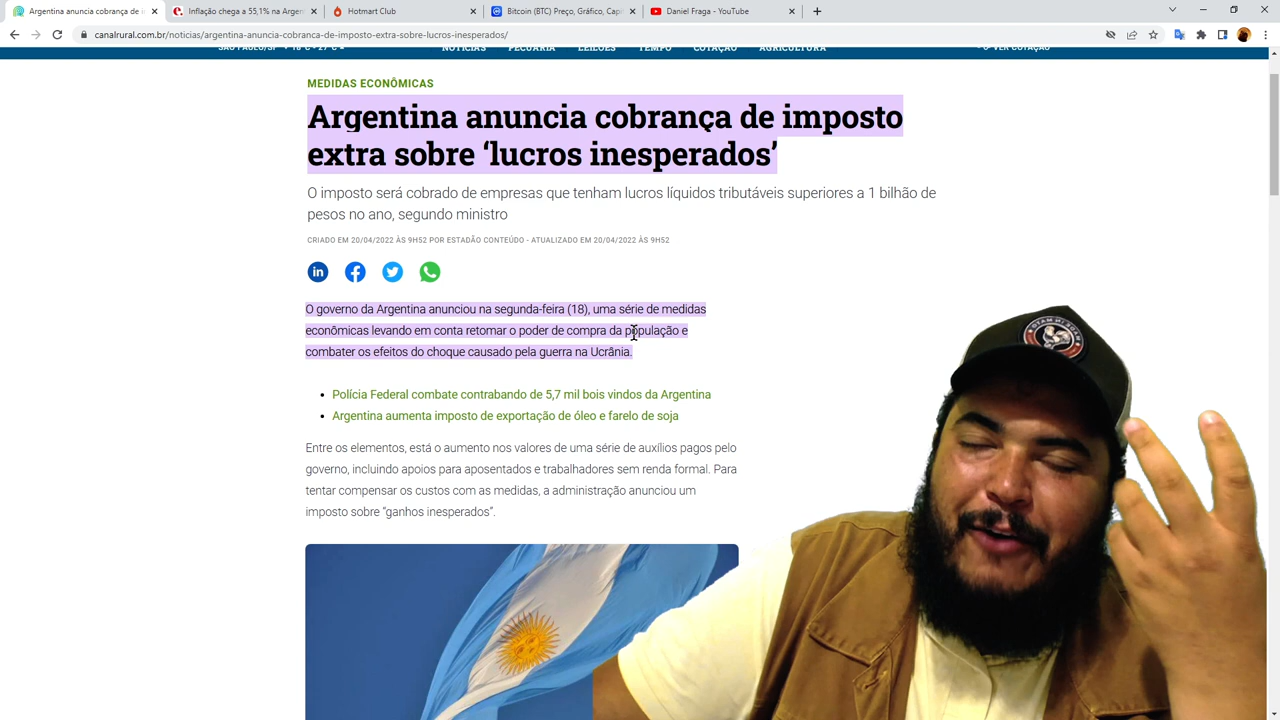 Argentina anuncia cobrança de i
Inflação chega a 55,1% na Argen
Hotmart Club
Bitcoin (BTC) Preço, Gráfico, Capi
Daniel Fraga - YouTube
canalrural.com.br/noticias/argentina-anuncia-cobranca-de-imposto-extra-sobre-lucros-inesperados/
SÃO PAULO/SP 18°C - 27°C NOTÍCIAS PECUÁRIA LEILÕES TEMPO COTAÇÃO AGRICULTURA VER COTAÇÃO
MEDIDAS ECONÔMICAS
Argentina anuncia cobrança de imposto
extra sobre ‘lucros inesperados’
O imposto será cobrado de empresas que tenham lucros líquidos tributáveis superiores a 1 bilhão de
pesos no ano, segundo ministro
CRIADO EM 20/04/2022 ÀS 9H52 POR ESTADÃO CONTEÚDO - ATUALIZADO EM 20/04/2022 ÀS 9H52
in
O governo da Argentina anunciou na segunda-feira (18), uma série de medidas
econômicas levando em conta retomar o poder de compra da população e
combater os efeitos do choque causado pela guerra na Ucrânia.
• Polícia Federal combate contrabando de 5,7 mil bois vindos da Argentina
• Argentina aumenta imposto de exportação de óleo e farelo de soja
Entre os elementos, está o aumento nos valores de uma série de auxílios pagos pelo
governo, incluindo apoios para aposentados e trabalhadores sem renda formal. Para
tentar compensar os custos com as medidas, a administração anunciou um
imposto sobre “ganhos inesperados”.